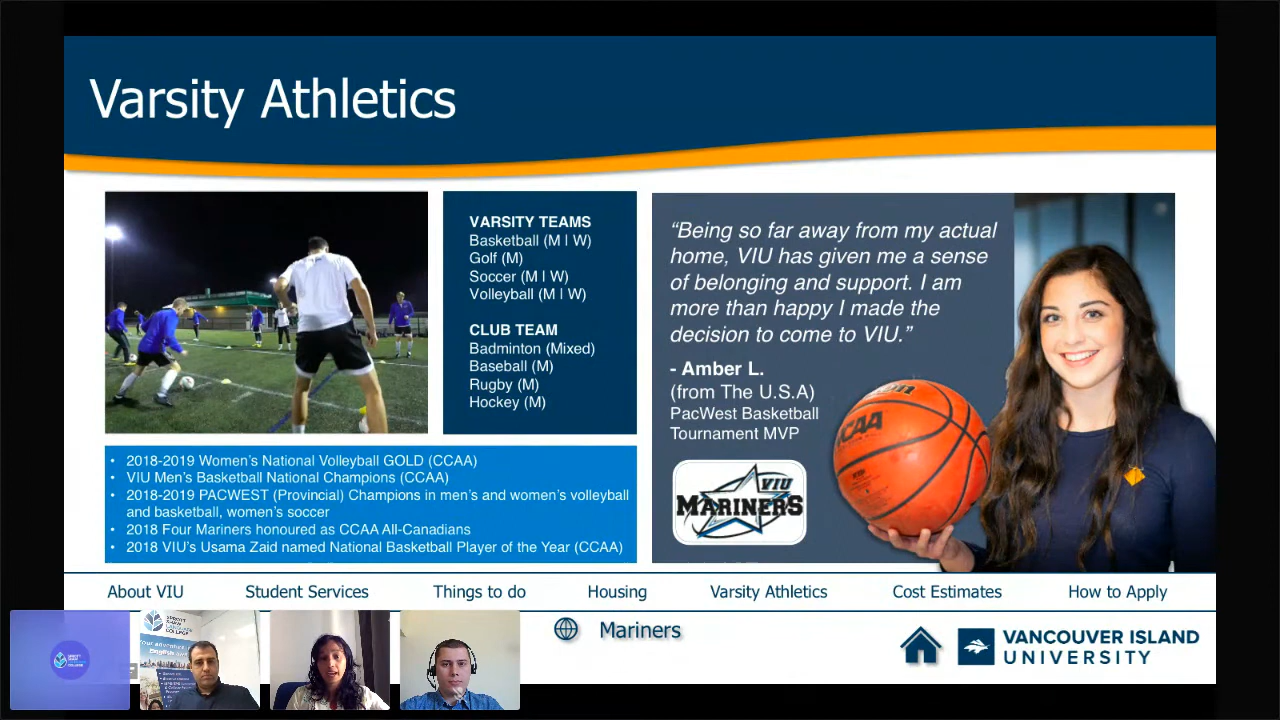 Varsity Athletics
VARSITY TEAMS
Basketball (M | W)
Golf (M)
Soccer (M | W)
Volleyball (M | W)
CLUB TEAM
Badminton (Mixed)
Baseball (M)
Rugby (M)
Hockey (M)
“Being so far away from my actual
home, VIU has given me a sense
of belonging and support. I am
more than happy I made the
decision to come to VIU.”
- Amber L.
(from The U.S.A)
PacWest Basketball
Tournament MVP
VIU
MARINERS
• 2018-2019 Women’s National Volleyball GOLD (CCAA)
• VIU Men’s Basketball National Champions (CCAA)
• 2018-2019 PACWEST (Provincial) Champions in men’s and women’s volleyball
and basketball, women’s soccer
• 2018 Four Mariners honoured as CCAA All-Canadians
• 2018 VIU’s Usama Zaid named National Basketball Player of the Year (CCAA)
About VIU Student Services Things to do Housing Varsity Athletics Cost Estimates How to Apply
Mariners
VANCOUVER ISLAND
UNIVERSITY
SPROTT
SHAW
LANGUAGE
COLLEGE